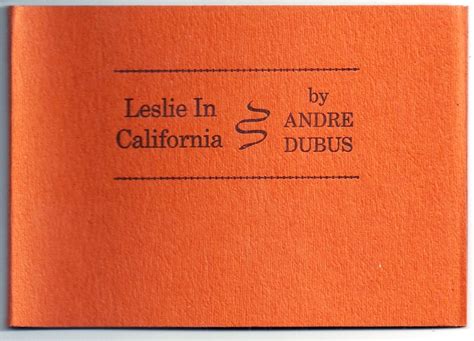 Leslie In
California
by
ANDRE
DUBUS